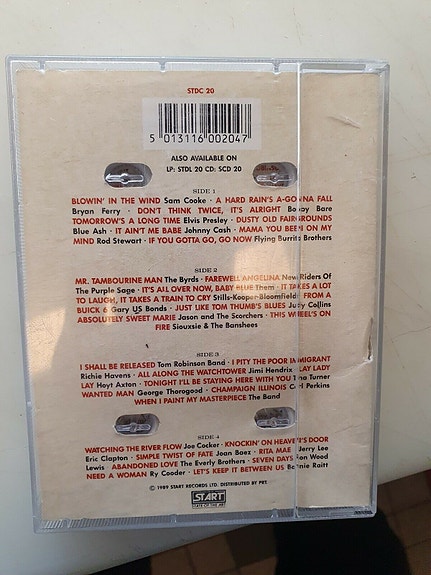 STDC 20
5 013116 002047
ALSO AVAILABLE ON
LP: STDL 20 CD: SCD 20
SIDE 1
BLOWIN' IN THE WIND Sam Cooke · A HARD RAIN'S A-GONNA FALL
Bryan Ferry · DON'T THINK TWICE, IT'S ALRIGHT Bobby Bare
TOMORROW'S A LONG TIME Elvis Presley · DUSTY OLD FAIRGROUNDS
Blue Ash · IT AIN'T ME BABE Johnny Cash · MAMA YOU BEEN ON MY
MIND Rod Stewart · IF YOU GOTTA GO, GO NOW Flying Burrito Brothers
SIDE 2
MR. TAMBOURINE MAN The Byrds · FAREWELL ANGELINA New Riders Of
The Purple Sage · IT'S ALL OVER NOW, BABY BLUE Them · IT TAKES A LOT
TO LAUGH, IT TAKES A TRAIN TO CRY Stills-Kooper-Bloomfield · FROM A
BUICK 6 Gary US Bonds · JUST LIKE TOM THUMB'S BLUES Judy Collins
ABSOLUTELY SWEET MARIE Jason and The Scorchers · THIS WHEEL'S ON
FIRE Siouxsie & The Banshees
SIDE 3
I SHALL BE RELEASED Tom Robinson Band · I PITY THE POOR IMMIGRANT
Richie Havens · ALL ALONG THE WATCHTOWER Jimi Hendrix · LAY LADY
LAY Hoyt Axton · TONIGHT I'LL BE STAYING HERE WITH YOU Tina Turner
WANTED MAN George Thorogood · CHAMPAIGN ILLINOIS Carl Perkins
WHEN I PAINT MY MASTERPIECE The Band
SIDE 4
WATCHING THE RIVER FLOW Joe Cocker · KNOCKIN' ON HEAVEN'S DOOR
Eric Clapton · SIMPLE TWIST OF FATE Joan Baez · RITA MAE Jerry Lee
Lewis · ABANDONED LOVE The Everly Brothers · SEVEN DAYS Ron Wood
NEED A WOMAN Ry Cooder · LET'S KEEP IT BETWEEN US Bonnie Raitt
© 1989 START RECORDS LTD. DISTRIBUTED BY PRT.
START
STATE OF THE ART